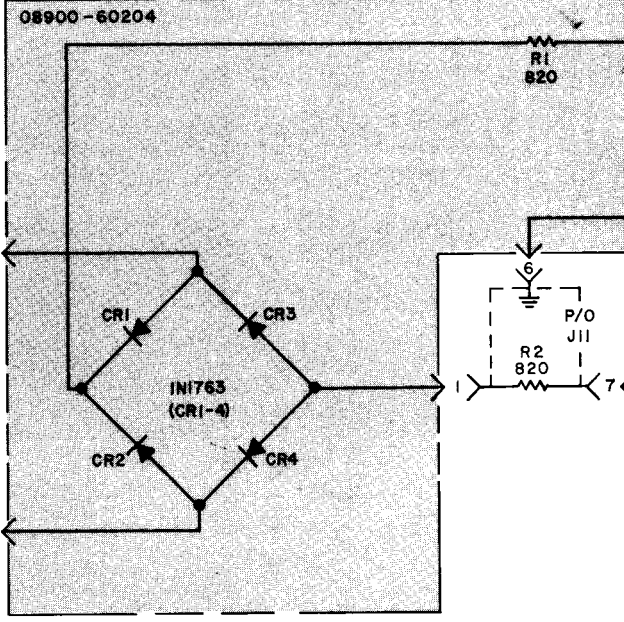 08900-60204
R1
820
6
CR1
CR3
P/O
J11
R2
820
1N1763
(CR1-4)
1
7
CR2
CR4